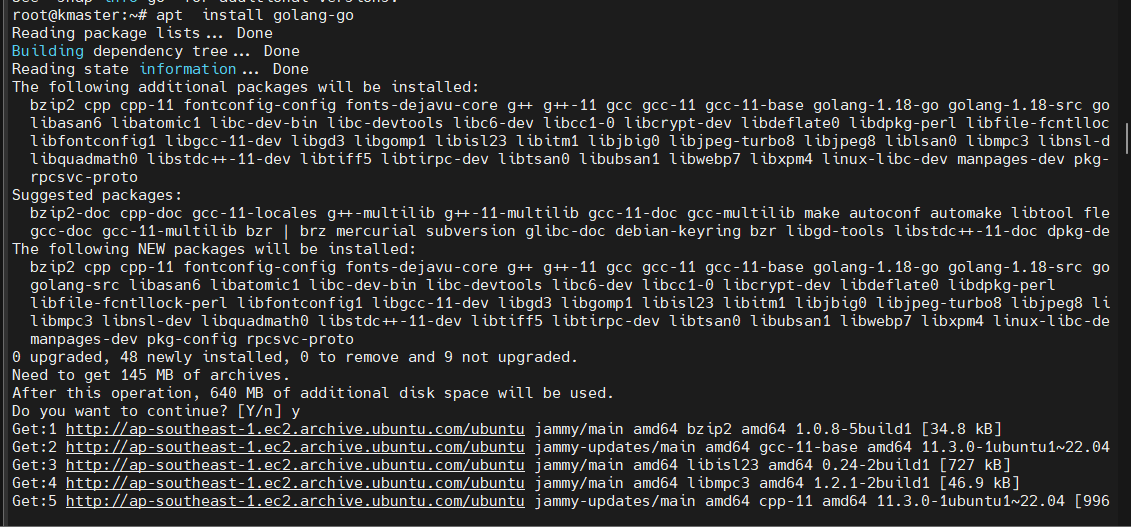 root@kmaster:~# apt  install golang-go
Reading package lists... Done
Building dependency tree... Done
Reading state information... Done
The following additional packages will be installed:
  bzip2 cpp cpp-11 fontconfig-config fonts-dejavu-core g++ g++-11 gcc gcc-11 gcc-11-base golang-1.18-go golang-1.18-src go
  libasan6 libatomic1 libc-dev-bin libc-devtools libc6-dev libcc1-0 libcrypt-dev libdeflate0 libdpkg-perl libfile-fcntlloc
  libfontconfig1 libgcc-11-dev libgd3 libgomp1 libisl23 libitm1 libjbig0 libjpeg-turbo8 libjpeg8 liblsan0 libmpc3 libnsl-d
  libquadmath0 libstdc++-11-dev libtiff5 libtirpc-dev libtsan0 libubsan1 libwebp7 libxpm4 linux-libc-dev manpages-dev pkg-
  rpcsvc-proto
Suggested packages:
  bzip2-doc cpp-doc gcc-11-locales g++-multilib g++-11-multilib gcc-11-doc gcc-multilib make autoconf automake libtool fle
  gcc-doc gcc-11-multilib bzr | brz mercurial subversion glibc-doc debian-keyring bzr libgd-tools libstdc++-11-doc dpkg-de
The following NEW packages will be installed:
  bzip2 cpp cpp-11 fontconfig-config fonts-dejavu-core g++ g++-11 gcc gcc-11 gcc-11-base golang-1.18-go golang-1.18-src go
  golang-src libasan6 libatomic1 libc-dev-bin libc-devtools libc6-dev libcc1-0 libcrypt-dev libdeflate0 libdpkg-perl
  libfile-fcntllock-perl libfontconfig1 libgcc-11-dev libgd3 libgomp1 libisl23 libitm1 libjbig0 libjpeg-turbo8 libjpeg8 li
  libmpc3 libnsl-dev libquadmath0 libstdc++-11-dev libtiff5 libtirpc-dev libtsan0 libubsan1 libwebp7 libxpm4 linux-libc-de
  manpages-dev pkg-config rpcsvc-proto
0 upgraded, 48 newly installed, 0 to remove and 9 not upgraded.
Need to get 145 MB of archives.
After this operation, 640 MB of additional disk space will be used.
Do you want to continue? [Y/n] y
Get:1 http://ap-southeast-1.ec2.archive.ubuntu.com/ubuntu jammy/main amd64 bzip2 amd64 1.0.8-5build1 [34.8 kB]
Get:2 http://ap-southeast-1.ec2.archive.ubuntu.com/ubuntu jammy-updates/main amd64 gcc-11-base amd64 11.3.0-1ubuntu1~22.04
Get:3 http://ap-southeast-1.ec2.archive.ubuntu.com/ubuntu jammy/main amd64 libisl23 amd64 0.24-2build1 [727 kB]
Get:4 http://ap-southeast-1.ec2.archive.ubuntu.com/ubuntu jammy/main amd64 libmpc3 amd64 1.2.1-2build1 [46.9 kB]
Get:5 http://ap-southeast-1.ec2.archive.ubuntu.com/ubuntu jammy-updates/main amd64 cpp-11 amd64 11.3.0-1ubuntu1~22.04 [996